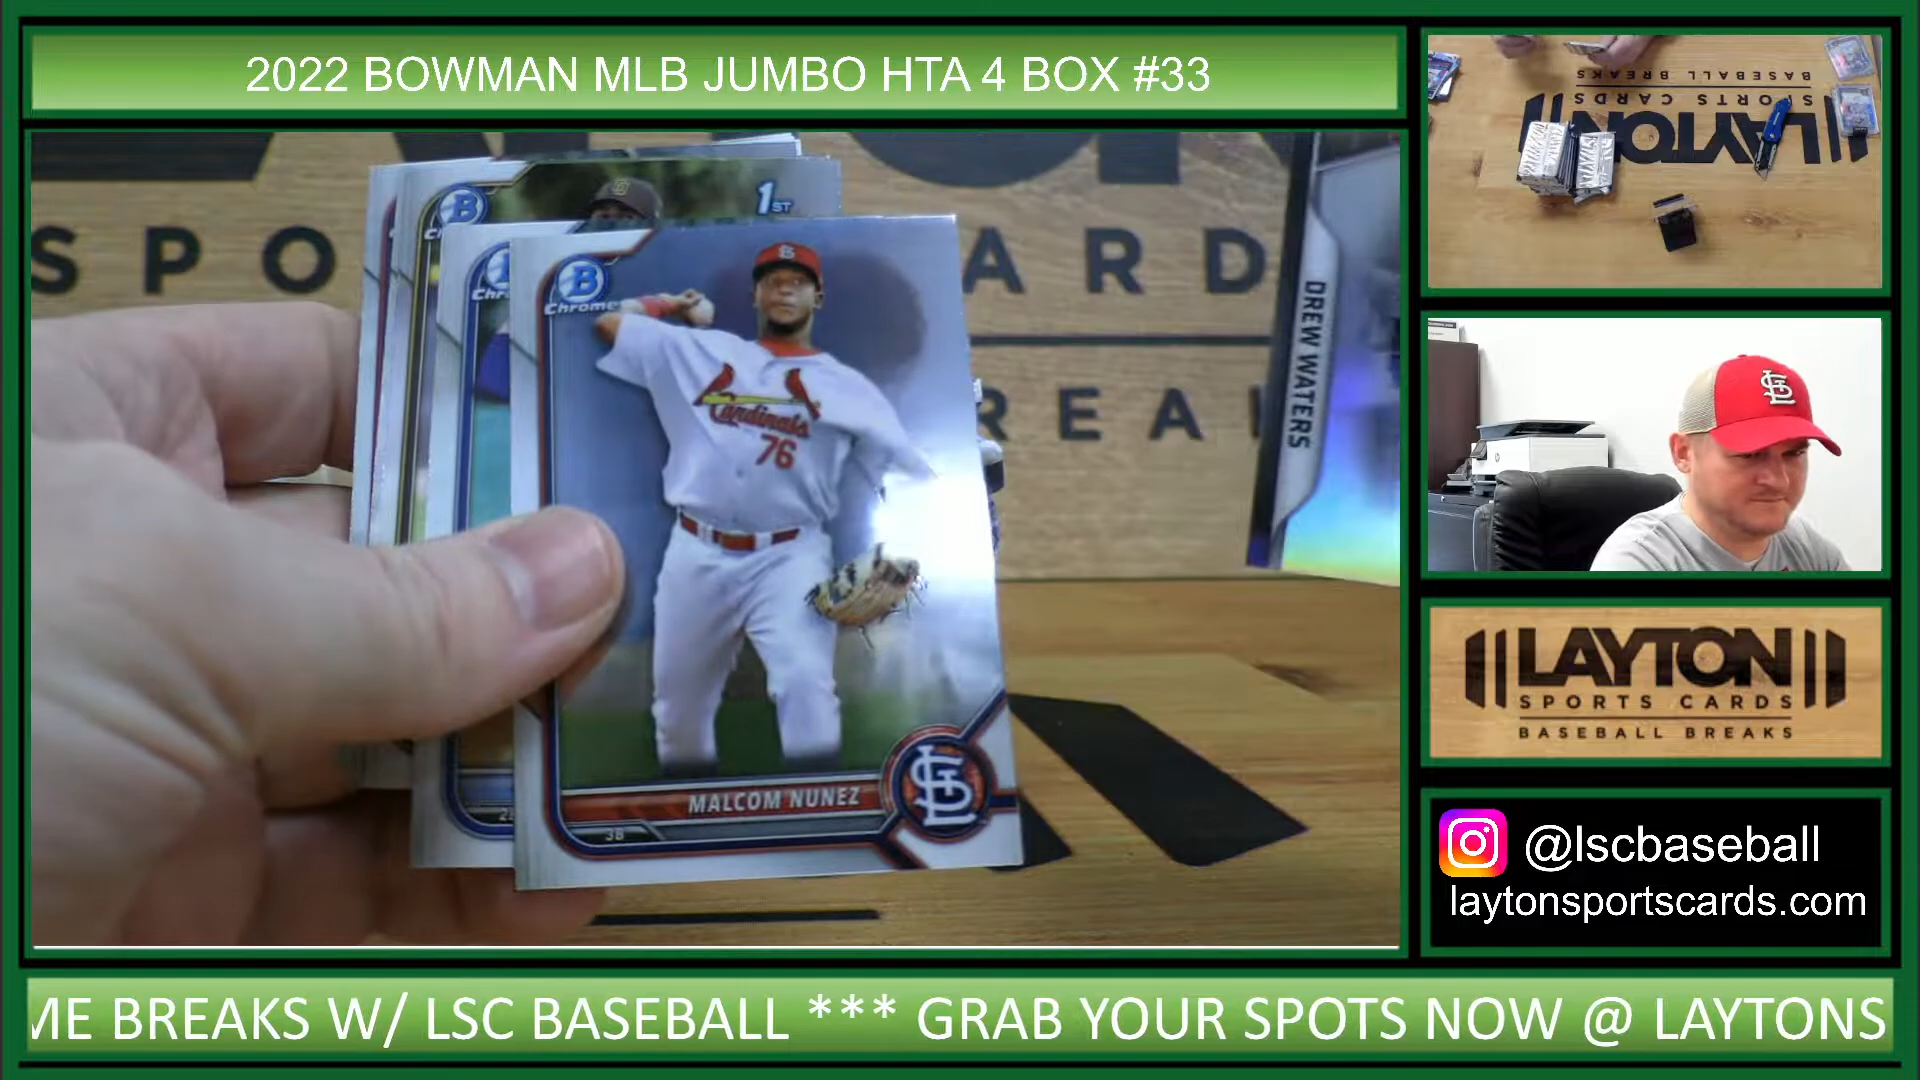 2022 BOWMAN MLB JUMBO HTA 4 BOX #33
SPO
ARD
REA
B
1ST
B
Chrome
Cardinals
76
MALCOM NUNEZ
3B
STL
DREW WATERS
BASEBALL BREAKS
SPORTS CARDS
LAYTON
LAYTON
SPORTS CARDS
BASEBALL BREAKS
@lscbaseball
laytonsportscards.com
ME BREAKS W/ LSC BASEBALL *** GRAB YOUR SPOTS NOW @ LAYTONS